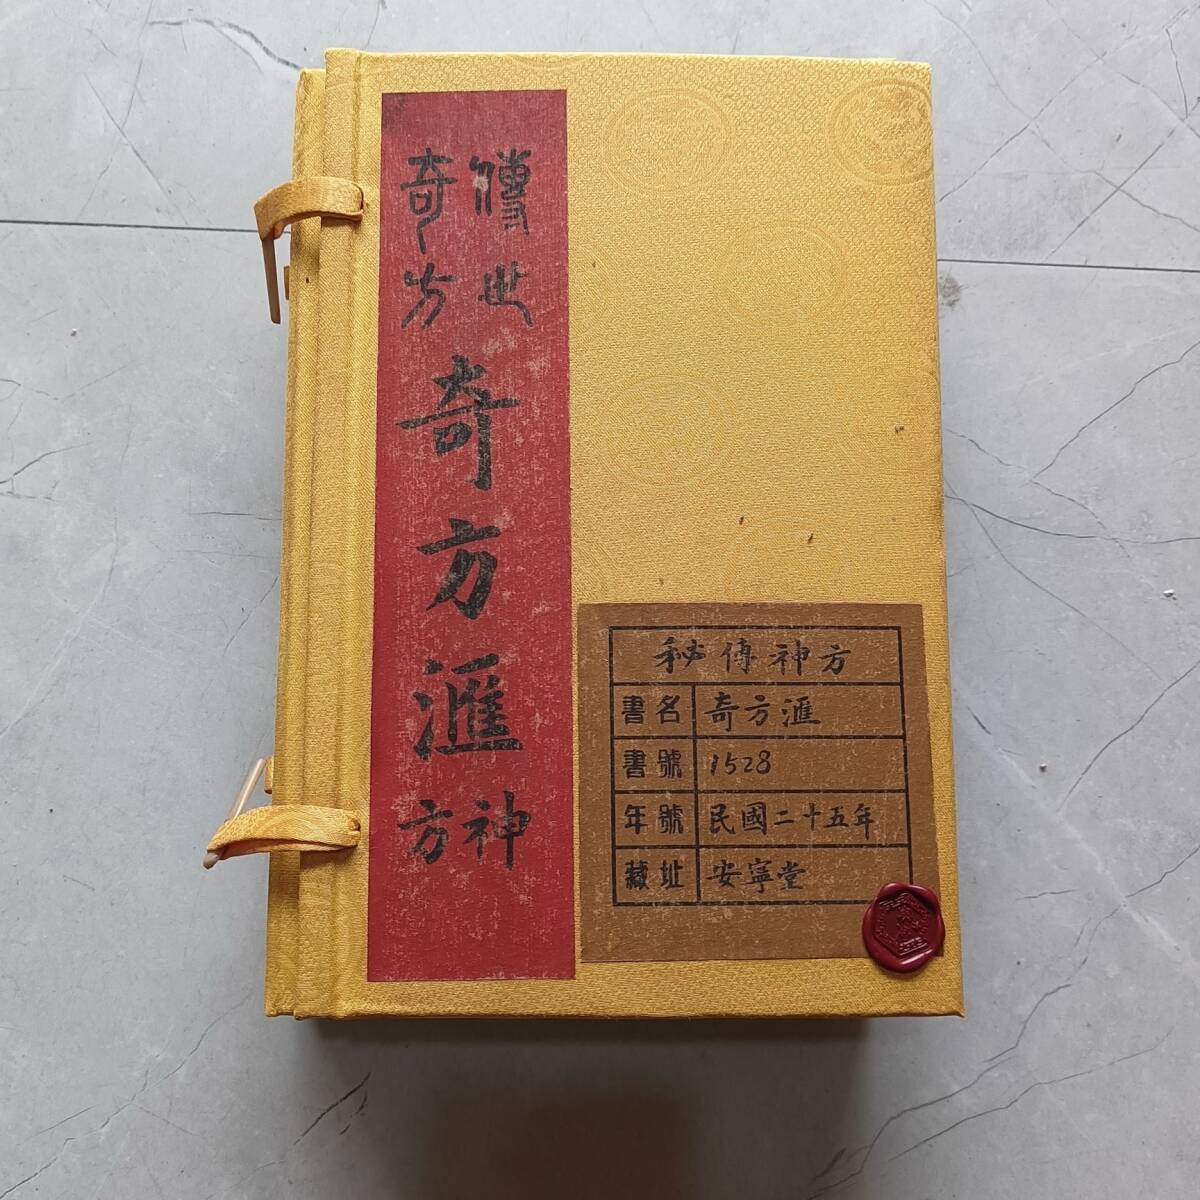 傳世
奇方
奇方滙
神方
秘傳神方
書名 奇方滙
書號 1528
年號 民國二十五年
藏址 安寧堂